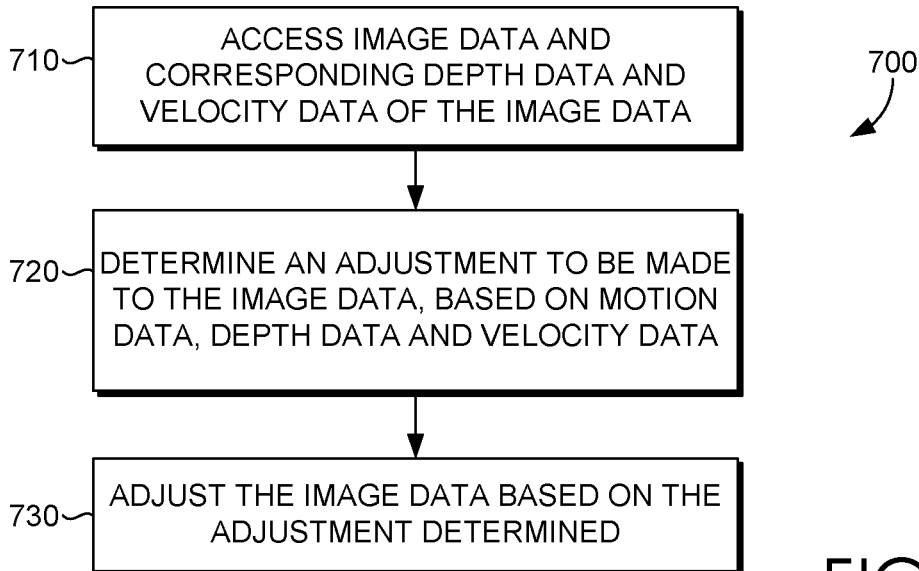 710
ACCESS IMAGE DATA AND
CORRESPONDING DEPTH DATA AND
VELOCITY DATA OF THE IMAGE DATA
700
720
DETERMINE AN ADJUSTMENT TO BE MADE
TO THE IMAGE DATA, BASED ON MOTION
DATA, DEPTH DATA AND VELOCITY DATA
730
ADJUST THE IMAGE DATA BASED ON THE
ADJUSTMENT DETERMINED